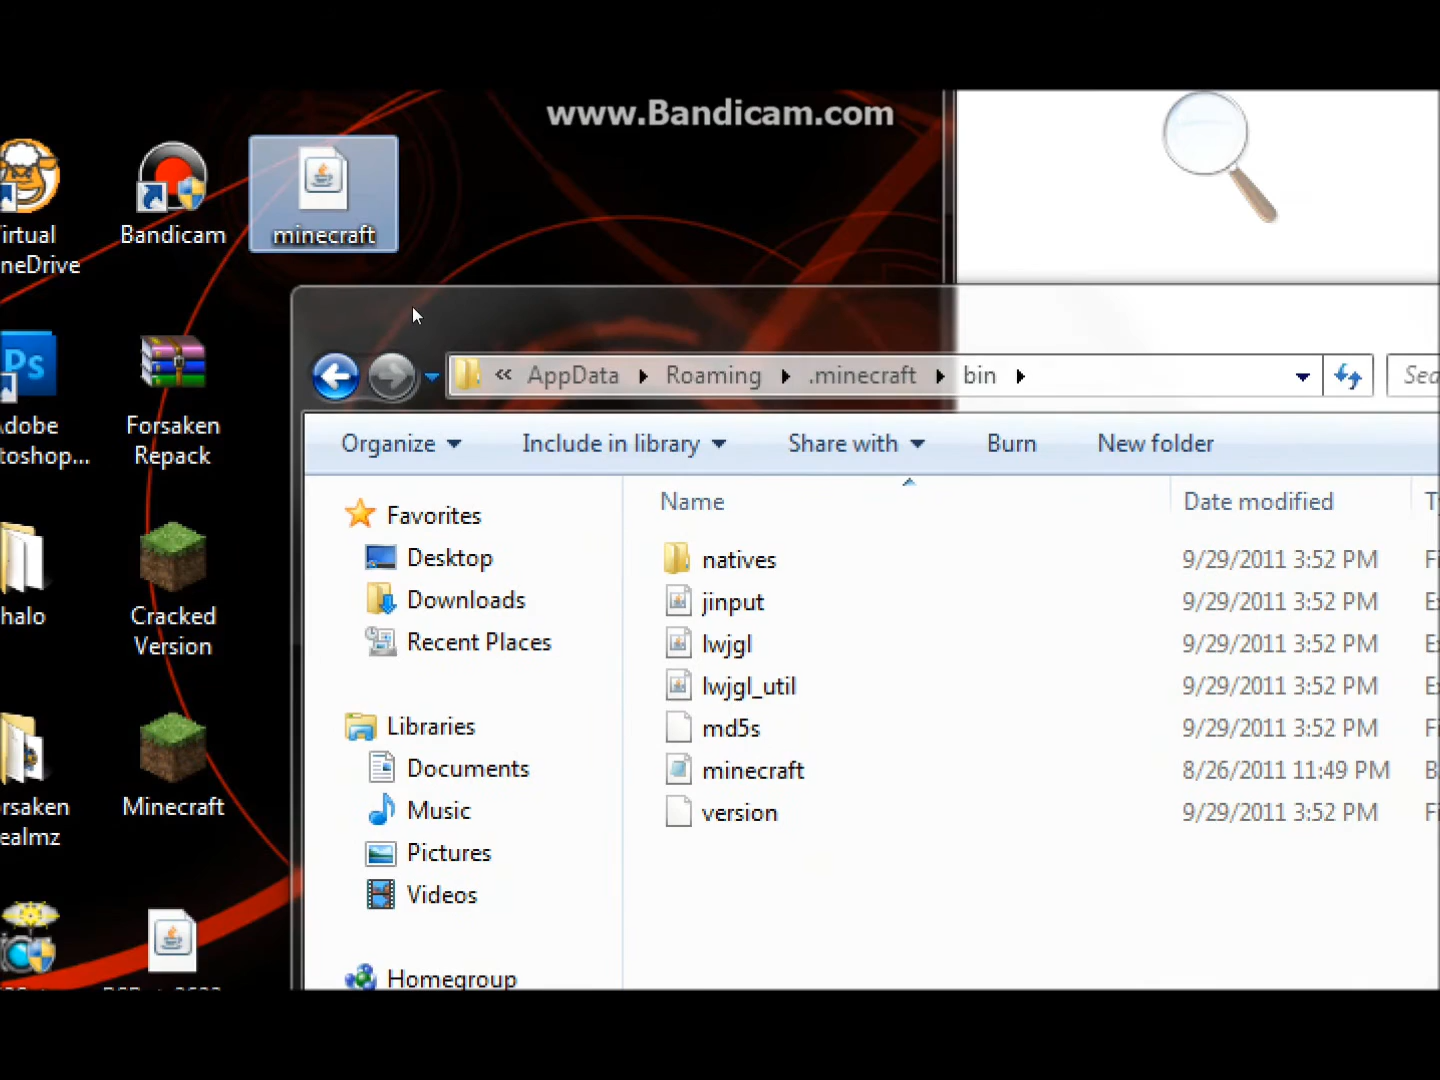 www.Bandicam.com
irtual
neDrive
Bandicam
minecraft
Ps
Adobe
toshop...
Forsaken
Repack
halo
Cracked
Version
rsaken
ealmz
Minecraft
« AppData Roaming .minecraft bin
Sea
Organize Include in library Share with Burn New folder
Name Date modified
Favorites
Desktop
Downloads
Recent Places
Libraries
Documents
Music
Pictures
Videos
Homegroup
natives 9/29/2011 3:52 PM
jinput 9/29/2011 3:52 PM
lwjgl 9/29/2011 3:52 PM
lwjgl_util 9/29/2011 3:52 PM
md5s 9/29/2011 3:52 PM
minecraft 8/26/2011 11:49 PM
version 9/29/2011 3:52 PM